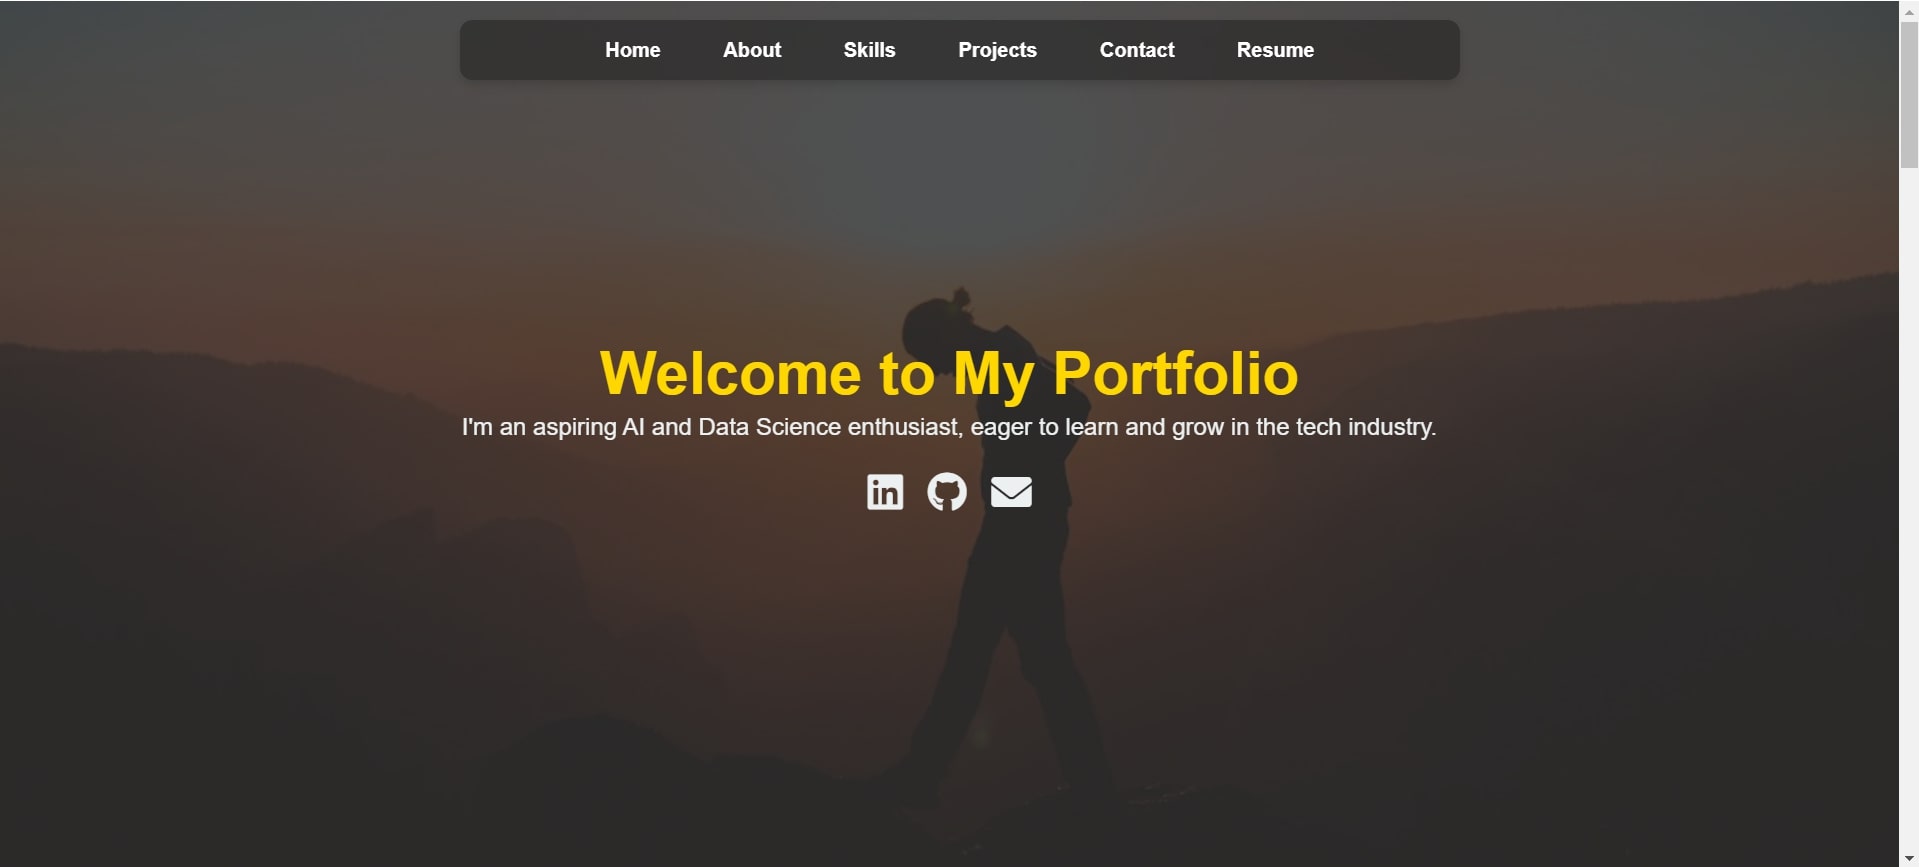 Home About Skills Projects Contact Resume
Welcome to My Portfolio
I'm an aspiring AI and Data Science enthusiast, eager to learn and grow in the tech industry.
in